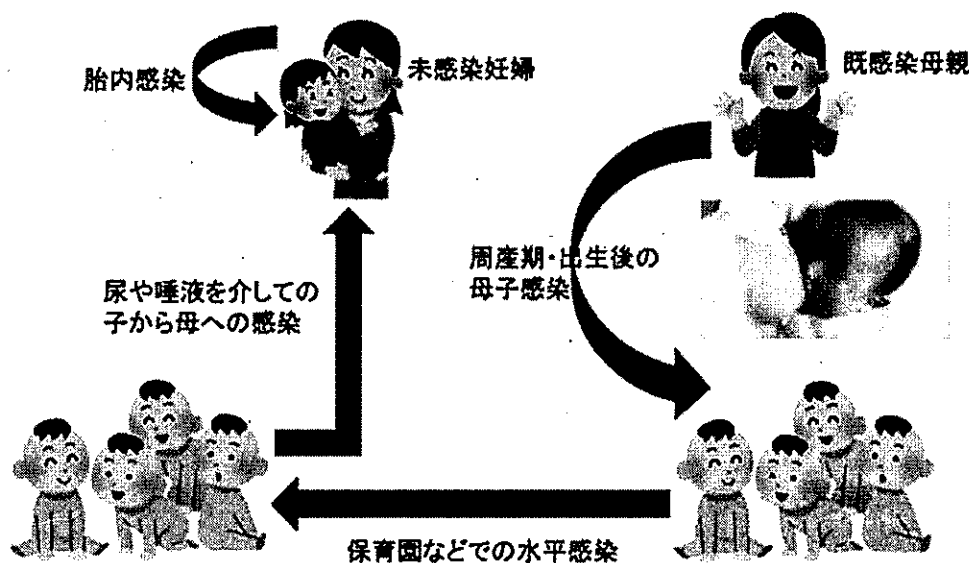 胎内感染
未感染妊婦
既感染母親
周産期・出生後の
母子感染
尿や唾液を介しての
子から母への感染
保育園などでの水平感染